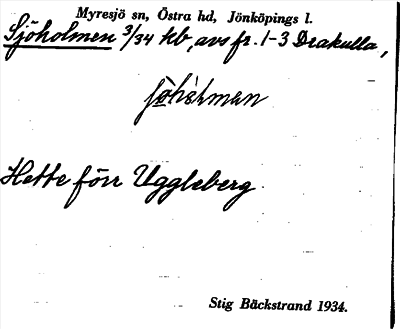 Myresjö sn, Östra hd, Jönköpings l.
Sjöholmen 3/34 kb, avs fr. 1-3 Drakulla,
Hette förr Uggleberg.
Stig Bäckstrand 1934.